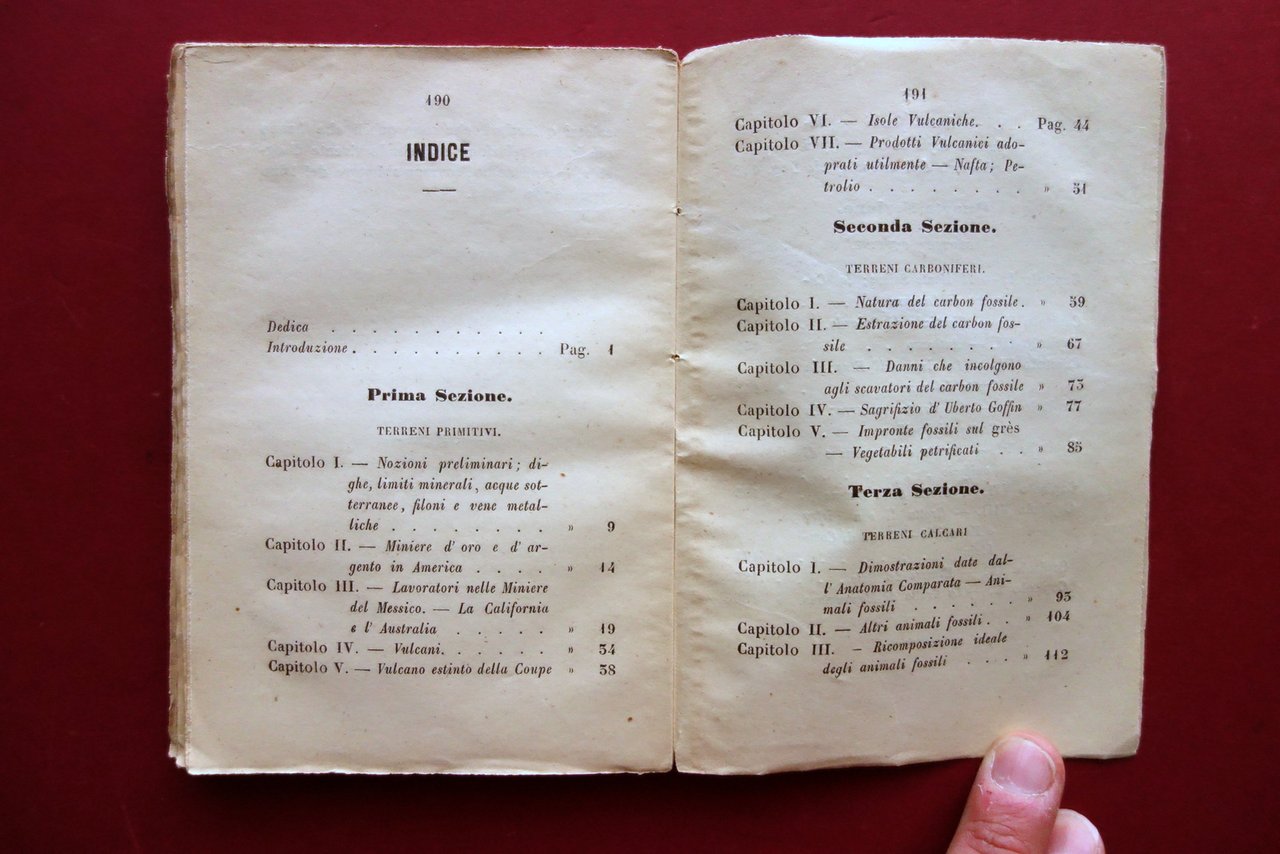 190
INDICE
Dedica . . . . . . . . . . .
Introduzione . . . . . . . . . . Pag. 1
Prima Sezione.
TERRENI PRIMITIVI.
Capitolo I. — Nozioni preliminari; di-
ghe, limiti minerali, acque sot-
terranee, filoni e vene metal-
liche . . . . . . . . » 9
Capitolo II. — Miniere d' oro e d' ar-
gento in America . . . . » 14
Capitolo III. — Lavoratori nelle Miniere
del Messico. — La California
e l' Australia . . . . . » 19
Capitolo IV. — Vulcani. . . . . . » 34
Capitolo V. — Vulcano estinto della Coupe » 38
191
Capitolo VI. — Isole Vulcaniche. . . Pag. 44
Capitolo VII. — Prodotti Vulcanici ado-
prati utilmente — Nafta; Pe-
trolio . . . . . . . . » 51
Seconda Sezione.
TERRENI CARBONIFERI.
Capitolo I. — Natura del carbon fossile. » 59
Capitolo II. — Estrazione del carbon fos-
sile . . . . . . . . » 67
Capitolo III. — Danni che incolgono
agli scavatori del carbon fossile » 73
Capitolo IV. — Sagrifizio d' Uberto Goffin » 77
Capitolo V. — Impronte fossili sul grès
— Vegetabili petrificati . . » 85
Terza Sezione.
TERRENI CALCARI
Capitolo I. — Dimostrazioni date dal-
l' Anatomia Comparata — Ani-
mali fossili . . . . . . » 93
Capitolo II. — Altri animali fossili . . » 104
Capitolo III. — Ricomposizione ideale
degli animali fossili . . . » 112